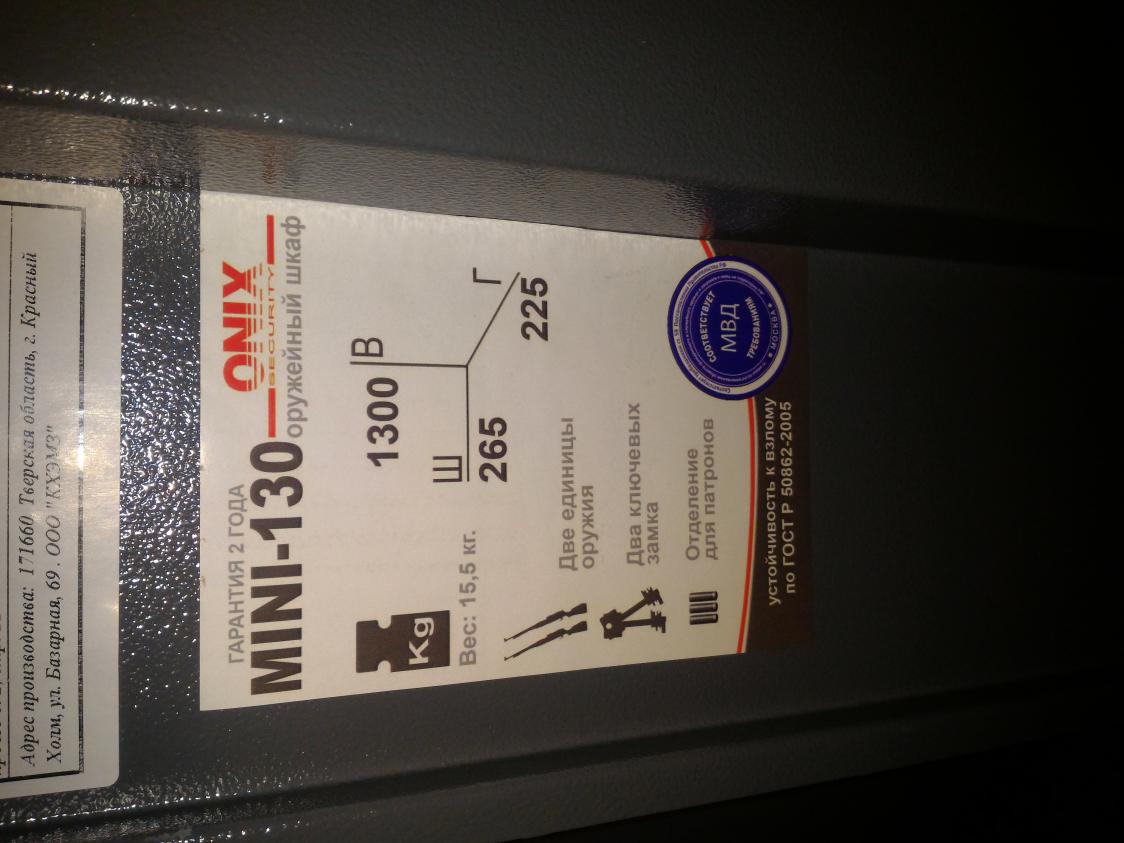 Адрес производства: 171660 Тверская область, г. Красный
Холм, ул. Базарная, 69. ООО "КХЭМЗ"
ГАРАНТИЯ 2 ГОДА
MINI-130
ONIX
SECURITY
оружейный шкаф
1300 В
Ш
265
Г
225
Kg
Вес: 15,5 кг.
Две единицы
оружия
Два ключевых
замка
Отделение
для патронов
СООТВЕТСТВУЕТ
МВД
ТРЕБОВАНИЯМ
МОСКВА
устойчивость к взлому
по ГОСТ Р 50862-2005